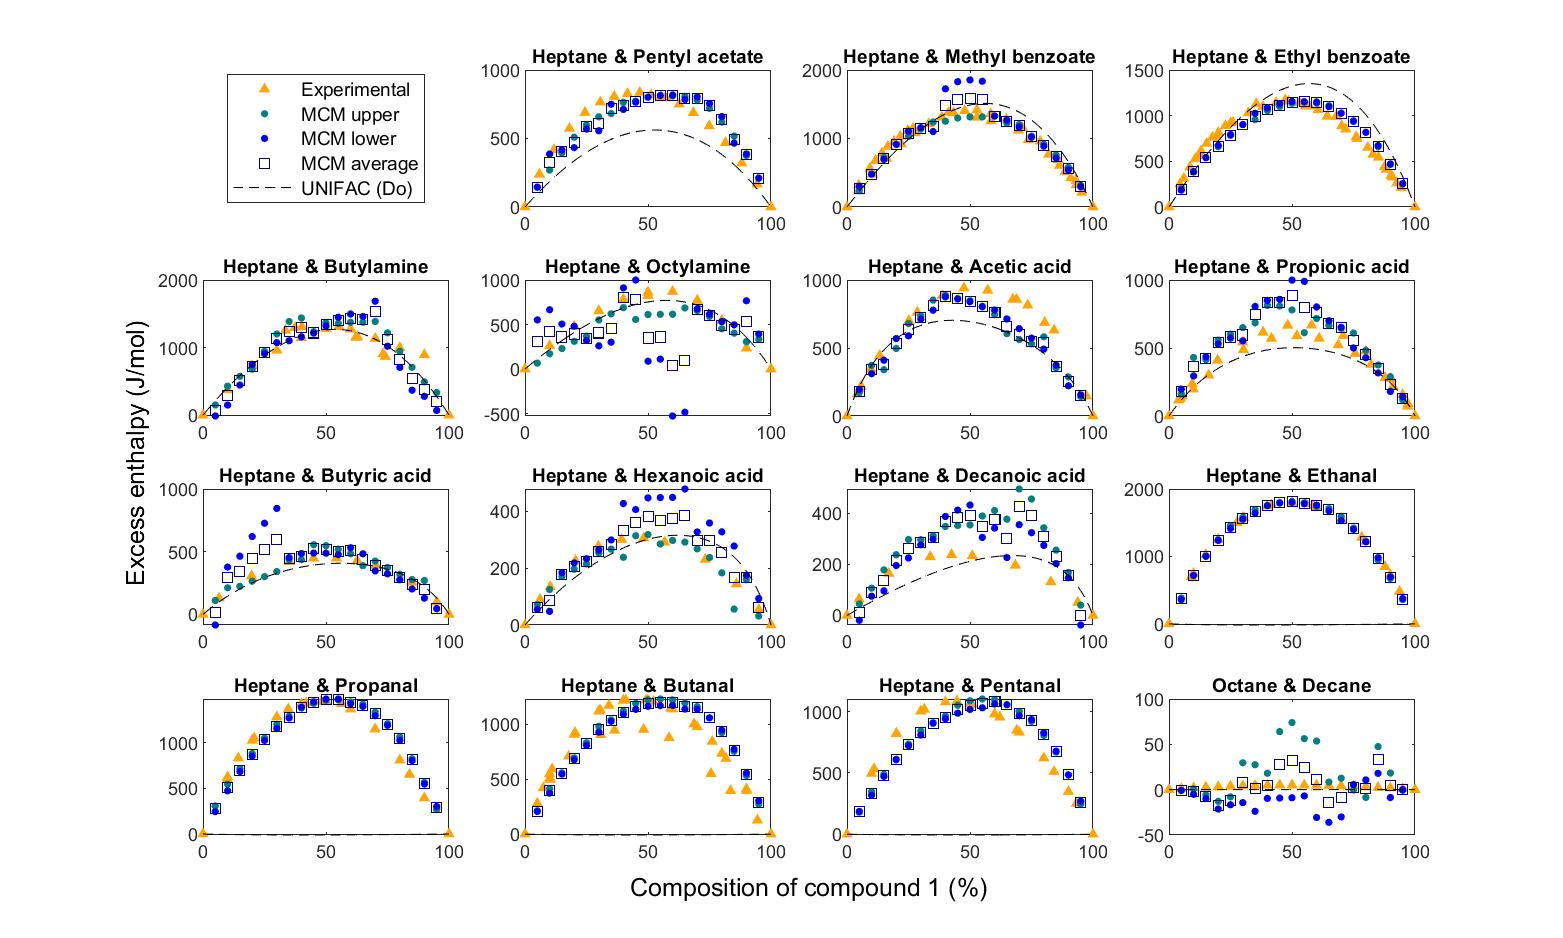 Heptane & Pentyl acetate
Heptane & Methyl benzoate
Heptane & Ethyl benzoate
Experimental
MCM upper
MCM lower
MCM average
UNIFAC (Do)
1000
500
0
0 50 100
2000
1000
0
0 50 100
1500
1000
500
0
0 50 100
Heptane & Butylamine
Heptane & Octylamine
Heptane & Acetic acid
Heptane & Propionic acid
2000
1000
0
0 50 100
1000
500
0
-500
0 50 100
1000
500
0
0 50 100
1000
500
0
0 50 100
Excess enthalpy (J/mol)
Heptane & Butyric acid
Heptane & Hexanoic acid
Heptane & Decanoic acid
Heptane & Ethanal
1000
500
0
0 50 100
400
200
0
0 50 100
400
200
0
0 50 100
2000
1000
0
0 50 100
Heptane & Propanal
Heptane & Butanal
Heptane & Pentanal
Octane & Decane
1000
500
0
0 50 100
1000
500
0
0 50 100
1000
500
0
0 50 100
100
50
0
-50
0 50 100
Composition of compound 1 (%)